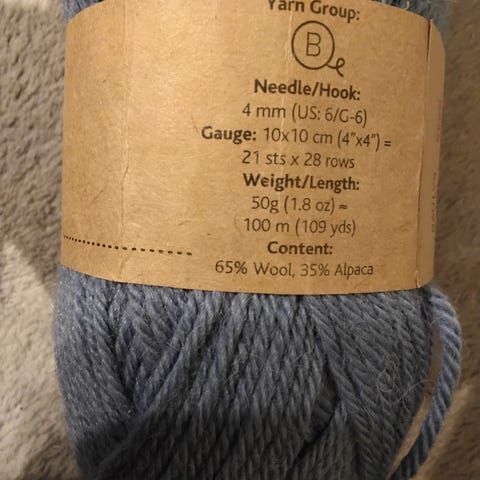 Yarn Group:
B
Needle/Hook:
4 mm (US: 6/G-6)
Gauge: 10x10 cm (4"x4") =
21 sts x 28 rows
Weight/Length:
50g (1.8 oz) ≈
100 m (109 yds)
Content:
65% Wool, 35% Alpaca